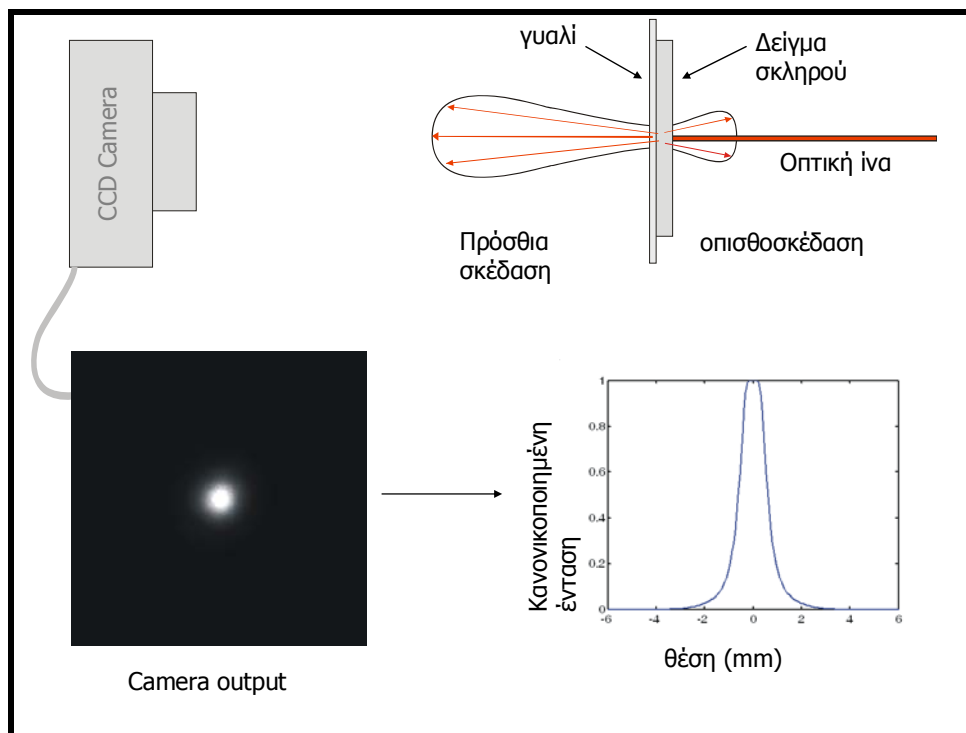 γυαλί
Δείγμα
σκληρού
CCD Camera
Οπτική ίνα
Πρόσθια
σκέδαση
οπισθοσκέδαση
Κανονικοποιημένη
ένταση
1
0.8
0.6
0.4
0.2
0
-6
-4
-2
0
2
4
6
θέση (mm)
Camera output